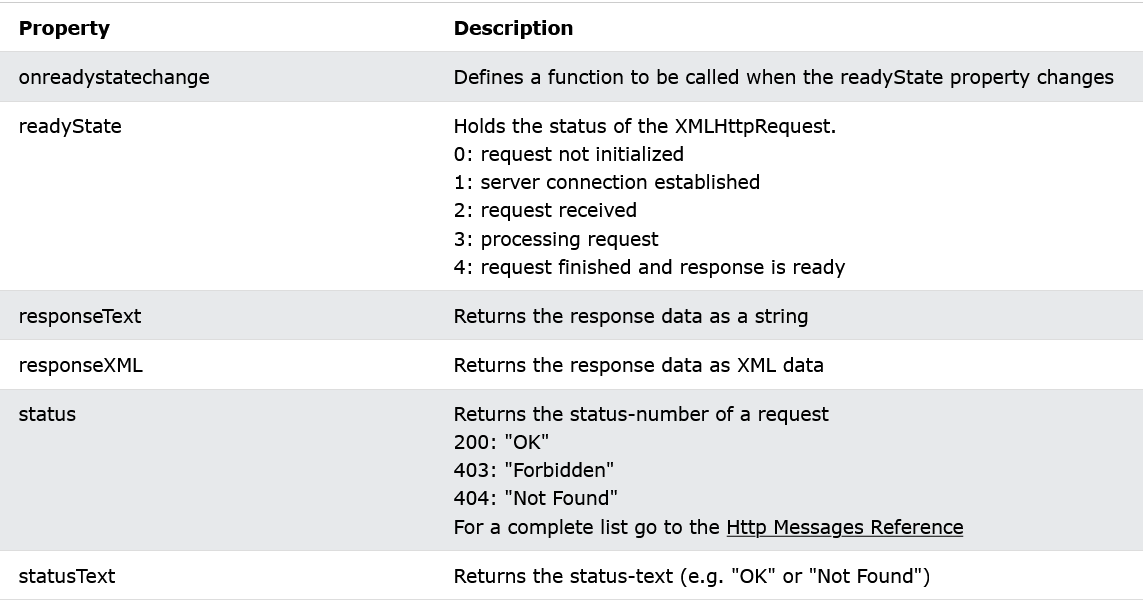 Property Description
onreadystatechange Defines a function to be called when the readyState property changes
readyState Holds the status of the XMLHttpRequest.
0: request not initialized
1: server connection established
2: request received
3: processing request
4: request finished and response is ready
responseText Returns the response data as a string
responseXML Returns the response data as XML data
status Returns the status-number of a request
200: "OK"
403: "Forbidden"
404: "Not Found"
For a complete list go to the Http Messages Reference
statusText Returns the status-text (e.g. "OK" or "Not Found")